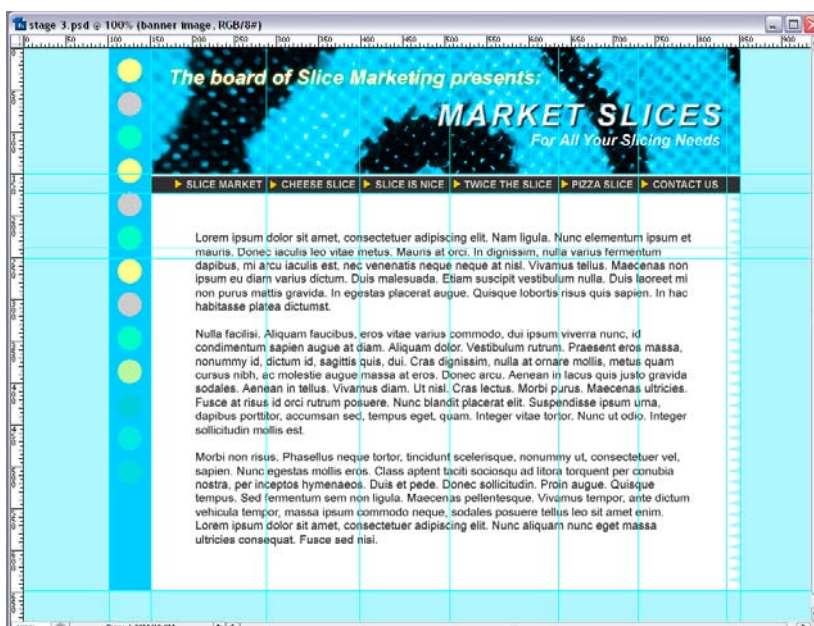 stage 3.psd @ 100% (banner image, RGB/8#)
The board of Slice Marketing presents:
MARKET SLICES
For All Your Slicing Needs
SLICE MARKET CHEESE SLICE SLICE IS NICE TWICE THE SLICE PIZZA SLICE CONTACT US
Lorem ipsum dolor sit amet, consectetuer adipiscing elit. Nam ligula. Nunc elementum ipsum et
mauris. Donec iaculis leo vitae metus. Mauris at orci. In dignissim, nulla varius fermentum
dapibus, mi arcu iaculis est, nec venenatis neque neque at nisl. Vivamus tellus. Maecenas non
ipsum eu diam varius dictum. Duis malesuada. Etiam suscipit vestibulum nulla. Duis laoreet mi
non purus mattis gravida. In egestas placerat augue. Quisque lobortis risus quis sapien. In hac
habitasse platea dictumst.
Nulla facilisi. Aliquam faucibus, eros vitae varius commodo, dui ipsum viverra nunc, id
condimentum sapien augue at diam. Aliquam dolor. Vestibulum rutrum. Praesent eros massa,
nonummy id, dictum id, sagittis quis, dui. Cras dignissim, nulla at ornare mollis, metus quam
cursus nibh, ac molestie augue massa at eros. Donec arcu. Aenean in lacus quis justo gravida
sodales. Aenean in tellus. Vivamus diam. Ut nisl. Cras lectus. Morbi purus. Maecenas ultricies.
Fusce at risus id orci rutrum posuere. Nunc blandit placerat elit. Suspendisse ipsum urna,
dapibus porttitor, accumsan sed, tempus eget, quam. Integer vitae tortor. Nunc ut odio. Integer
sollicitudin mollis est.
Morbi non risus. Phasellus neque tortor, tincidunt scelerisque, nonummy ut, consectetuer vel,
sapien. Nunc egestas mollis eros. Class aptent taciti sociosqu ad litora torquent per conubia
nostra, per inceptos hymenaeos. Duis et pede. Donec sollicitudin. Proin augue. Quisque
tempus. Sed fermentum sem non ligula. Maecenas pellentesque. Vivamus tempor, ante dictum
vehicula tempor, massa ipsum commodo neque, sodales posuere tellus leo sit amet enim.
Lorem ipsum dolor sit amet, consectetuer adipiscing elit. Nunc aliquam nunc eget massa
ultricies consequat. Fusce sed nisi.